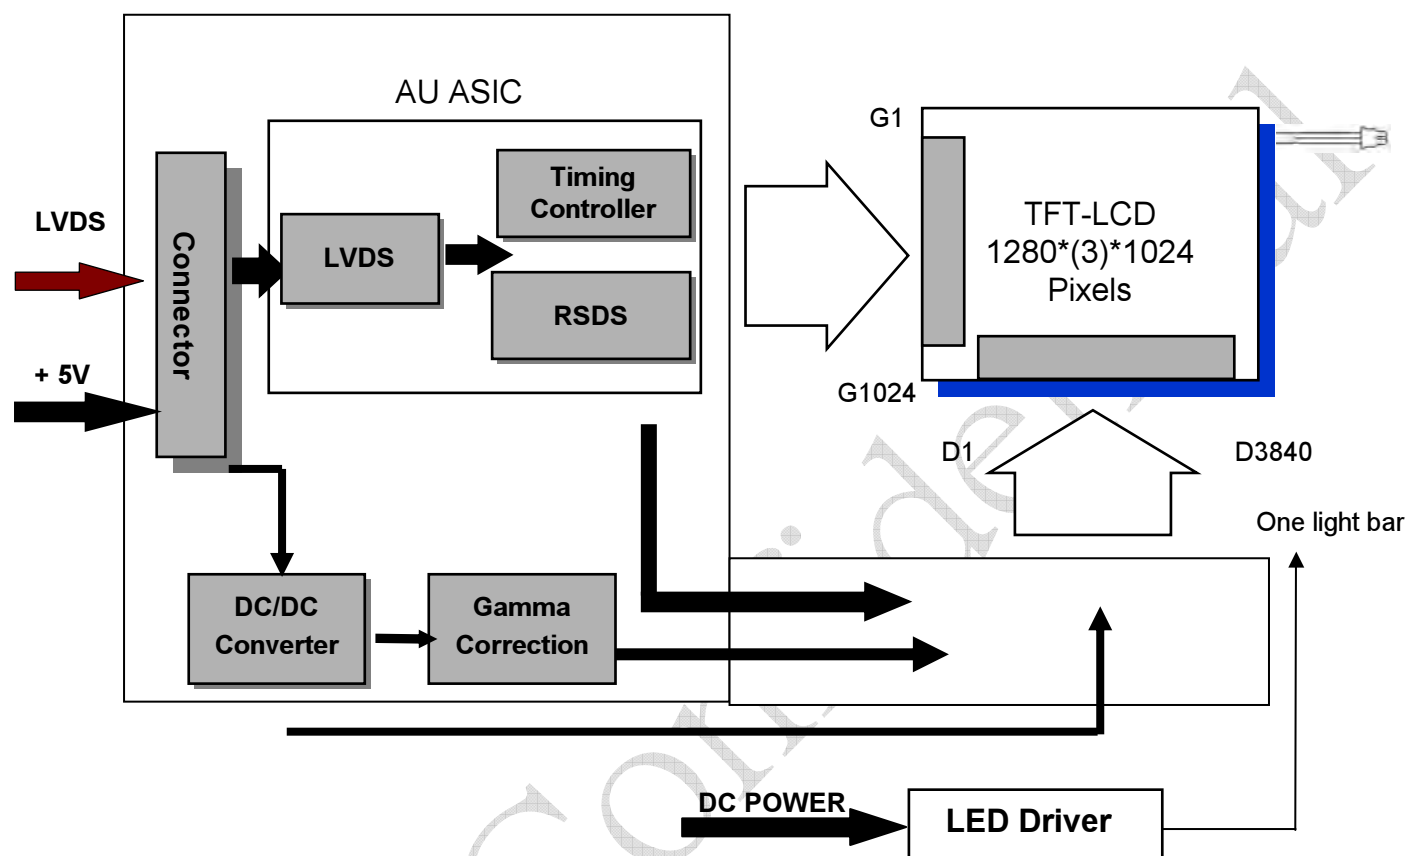 AU ASIC
G1
Timing
Controller
LVDS
Connector
LVDS
TFT-LCD
1280*(3)*1024
Pixels
RSDS
+ 5V
G1024
D1
D3840
One light bar
DC/DC
Converter
Gamma
Correction
DC POWER
LED Driver